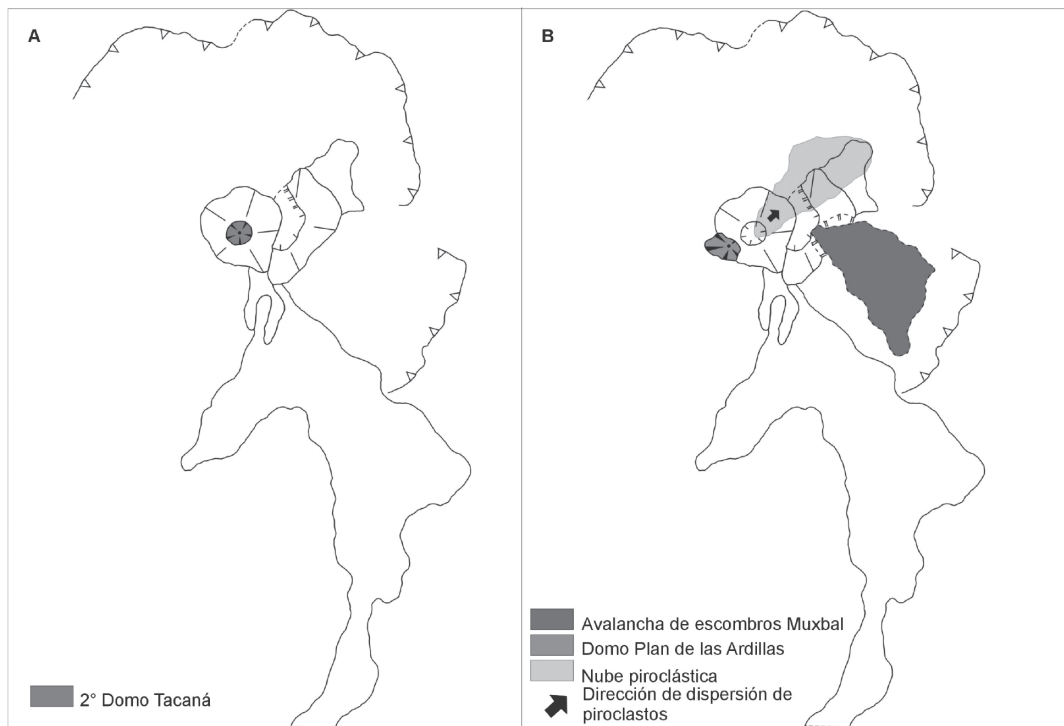 A
2° Domo Tacaná
B
Avalancha de escombros Muxbal
Domo Plan de las Ardillas
Nube piroclástica
Dirección de dispersión de
piroclastos